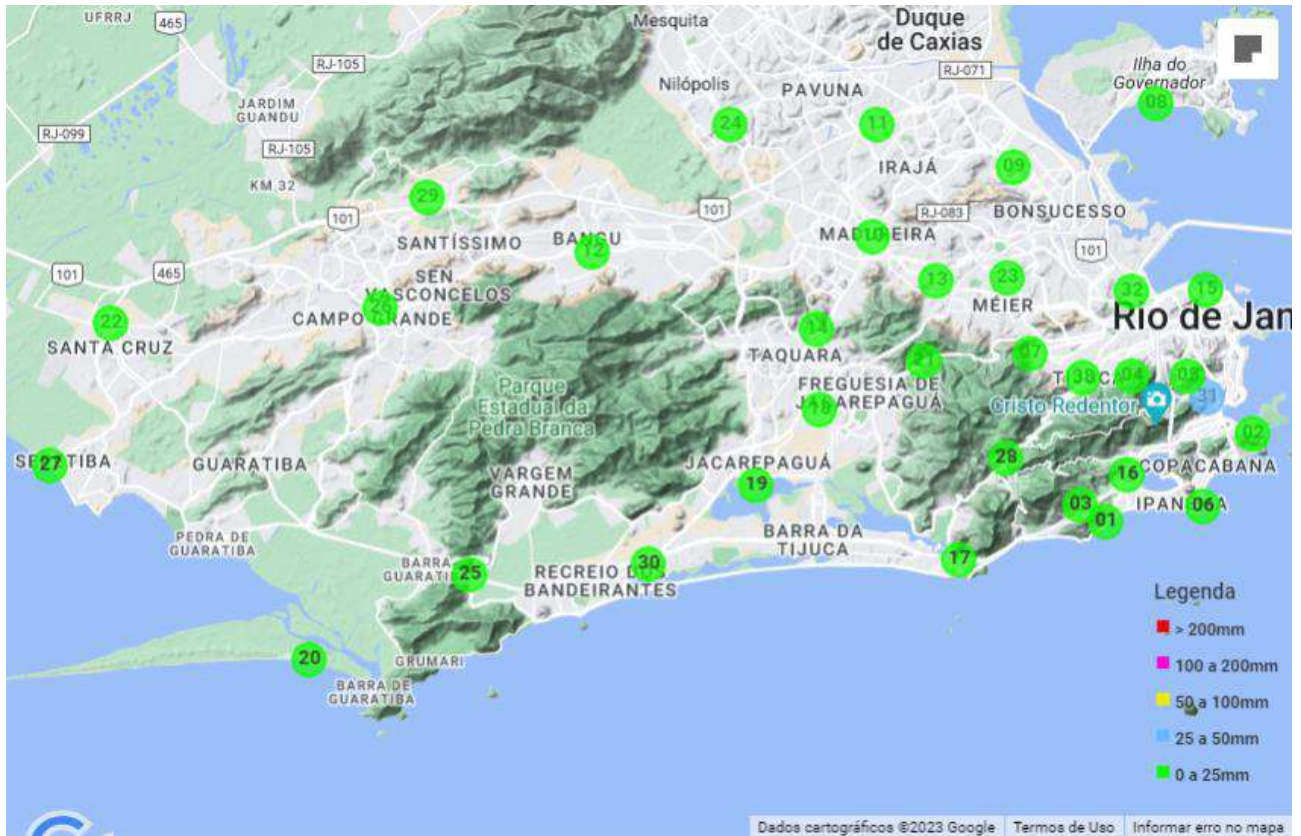 UFRRJ
465
Mesquita
Duque
de Caxias
RJ-105
RJ-071
Ilha do
Governador
Nilópolis
PAVUNA
JARDIM
GUANDU
08
24
11
RJ-099
RJ-105
IRAJÁ
09
KM 32
29
101
101
RJ-083
BONSUCESSO
SANTÍSSIMO
BANGU
12
MADUREIRA
10
101
101
465
SEN
VASCONCELOS
13
23
32
15
MÉIER
22
CAMPO GRANDE
Rio de Jan
SANTA CRUZ
14
TAQUARA
21
07
Parque
Estadual da
Pedra Branca
FREGUESIA DE
JACAREPAGUÁ
38
04
18
Cristo Redentor
31
02
SEPETIBA
27
GUARATIBA
VARGEM
GRANDE
JACAREPAGUÁ
19
28
16
COPACABANA
03
01
IPANEMA
06
PEDRA DE
GUARATIBA
BARRA DA
TIJUCA
25
RECREIO DOS
BANDEIRANTES
30
17
20
GRUMARI
BARRA DE
GUARATIBA
Legenda
> 200mm
100 a 200mm
50 a 100mm
25 a 50mm
0 a 25mm
Dados cartográficos ©2023 Google
Termos de Uso
Informar erro no mapa